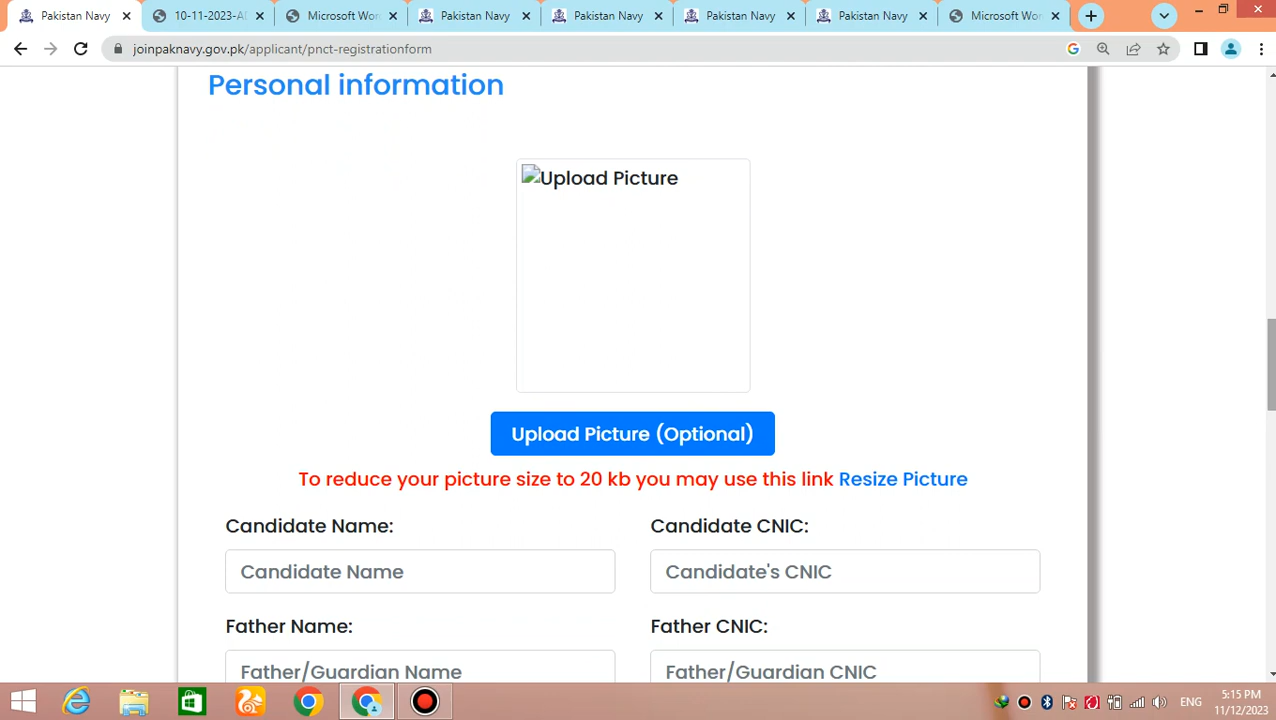 Pakistan Navy
10-11-2023-AD
Microsoft Wor
Pakistan Navy
Pakistan Navy
Pakistan Navy
Pakistan Navy
Microsoft Wor
joinpaknavy.gov.pk/applicant/pnct-registrationform
Personal information
Upload Picture
Upload Picture (Optional)
To reduce your picture size to 20 kb you may use this link Resize Picture
Candidate Name: Candidate CNIC:
Candidate Name Candidate's CNIC
Father Name: Father CNIC:
Father/Guardian Name Father/Guardian CNIC
ENG
5:15 PM
11/12/2023